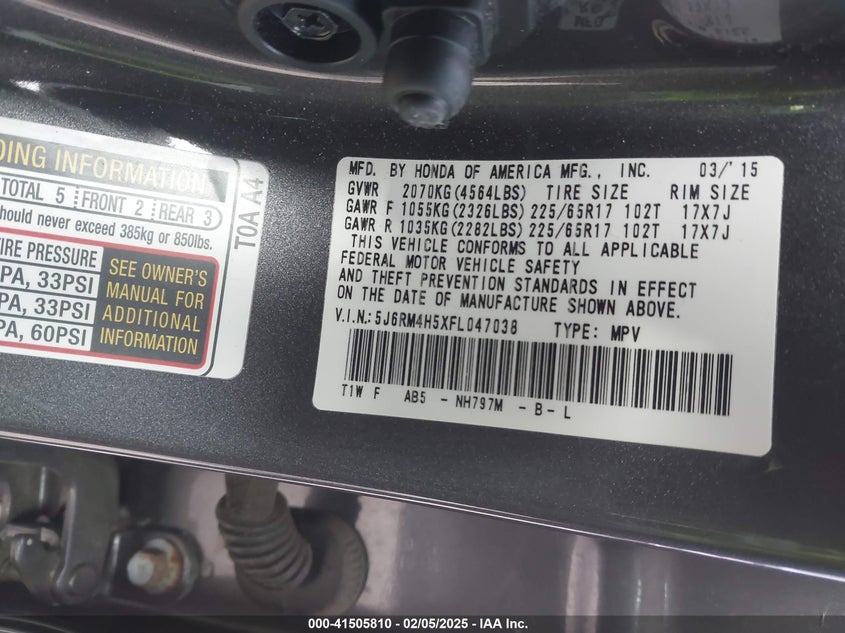 DING INFORMATION
TOTAL 5 FRONT 2 REAR 3
hould never exceed 385kg or 850lbs.
IRE PRESSURE
PA, 33PSI
PA, 33PSI
PA, 60PSI
SEE OWNER'S
MANUAL FOR
ADDITIONAL
INFORMATION
T0A A4
MFD. BY HONDA OF AMERICA MFG., INC. 03/'15
GVWR 2070KG(4564LBS) TIRE SIZE RIM SIZE
GAWR F 1055KG(2326LBS) 225/65R17 102T 17X7J
GAWR R 1035KG(2282LBS) 225/65R17 102T 17X7J
THIS VEHICLE CONFORMS TO ALL APPLICABLE
FEDERAL MOTOR VEHICLE SAFETY
AND THEFT PREVENTION STANDARDS IN EFFECT
ON THE DATE OF MANUFACTURE SHOWN ABOVE.
V.I.N.:5J6RM4H5XFL047038 TYPE: MPV
T1W F AB5 - NH797M - B - L
000-41505810 - 02/05/2025 - IAA Inc.